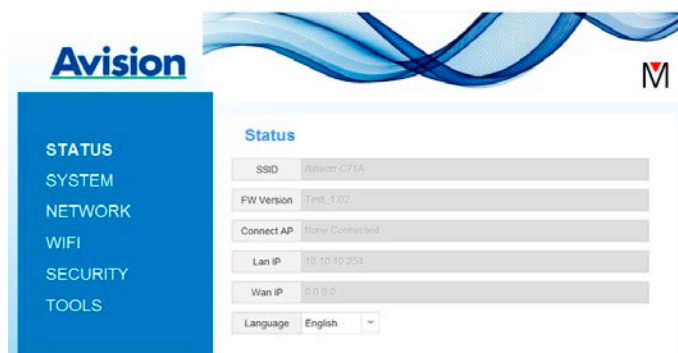 Avision
STATUS
SYSTEM
NETWORK
WIFI
SECURITY
TOOLS
Status
SSID Avision-C71A
FW Version Test_1.02
Connect AP None Connected
Lan IP 10.10.10.254
Wan IP 0.0.0.0
Language English